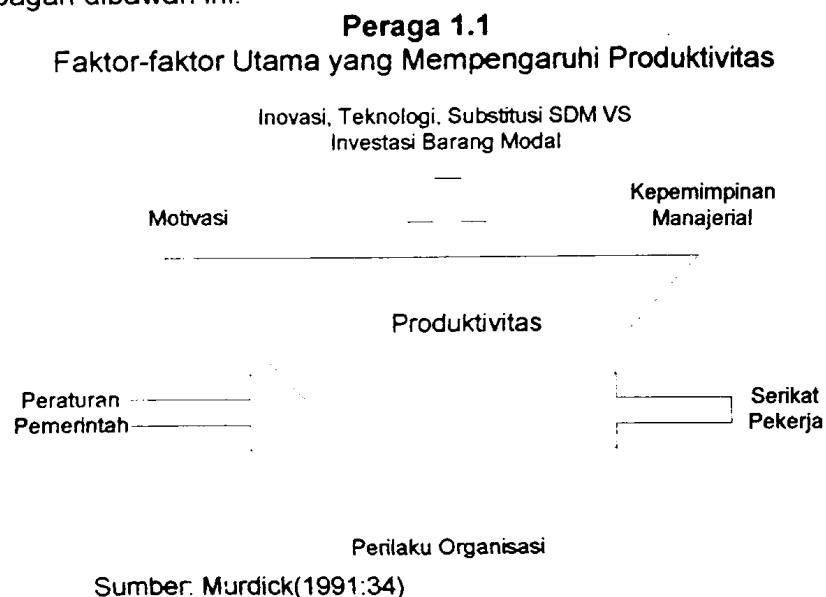 bagan dibawah ini.
Peraga 1.1
Faktor-faktor Utama yang Mempengaruhi Produktivitas
Inovasi, Teknologi, Substitusi SDM VS
Investasi Barang Modal
Motivasi
Kepemimpinan
Manajerial
Produktivitas
Peraturan
Pemerintah
Serikat
Pekerja
Perilaku Organisasi
Sumber: Murdick(1991:34)